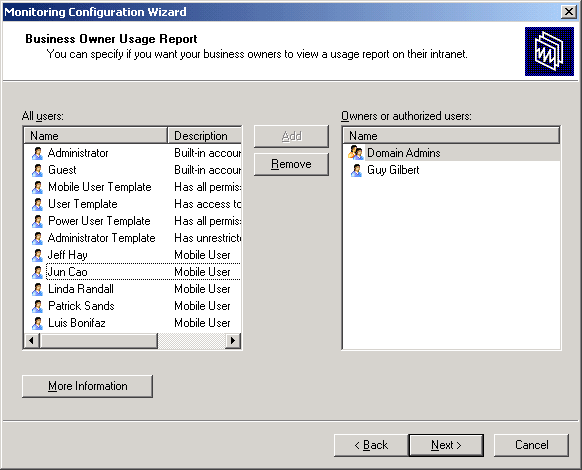 Monitoring Configuration Wizard
Business Owner Usage Report
You can specify if you want your business owners to view a usage report on their intranet.
All users:
Name Description
Administrator Built-in accour
Guest Built-in accour
Mobile User Template Has all permis
User Template Has access to
Power User Template Has all permis
Administrator Template Has unrestricte
Jeff Hay Mobile User
Jun Cao Mobile User
Linda Randall Mobile User
Patrick Sands Mobile User
Luis Bonifaz Mobile User
Add
Remove
Owners or authorized users:
Name
Domain Admins
Guy Gilbert
More Information
< Back
Next >
Cancel